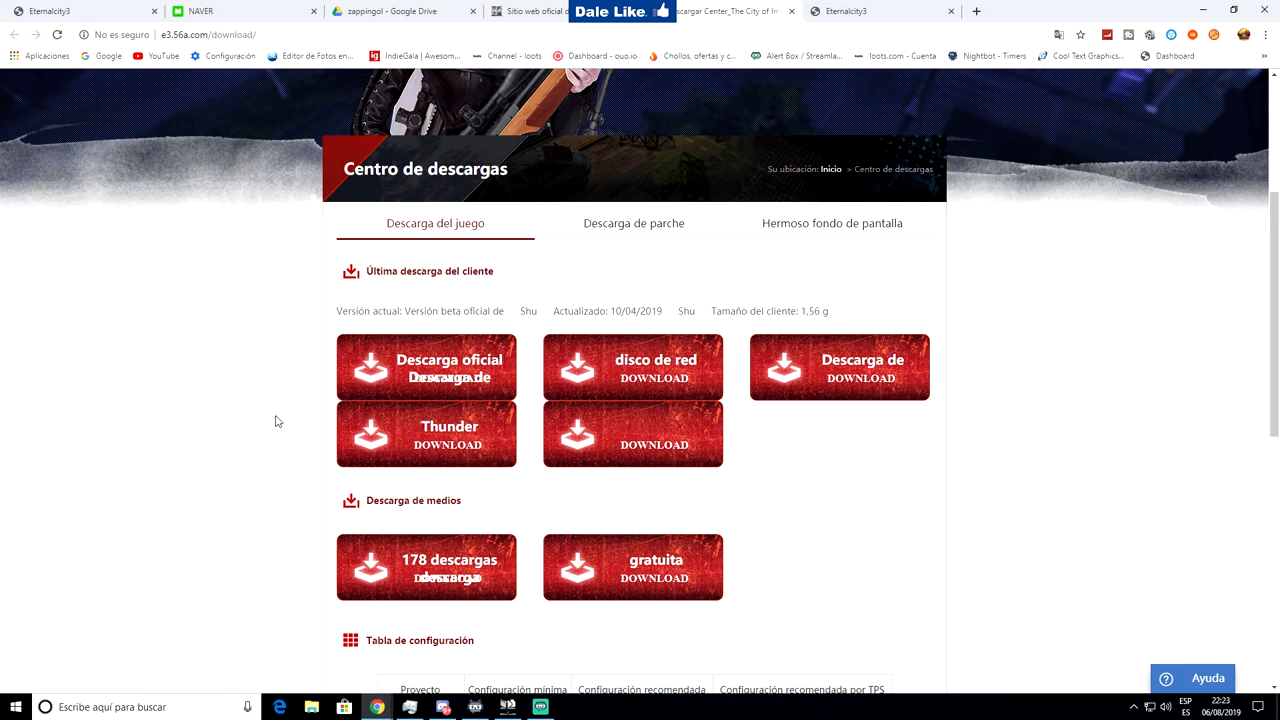 Eternalcity3
NAVER
zappingol - Google Drive
Sitio web oficial d
Dale Like.
escargar Center_The City of In
Eternalcity3
No es seguro
e3.56a.com/download/
Aplicaciones
Google
YouTube
Configuración
Editor de Fotos en...
IndieGala | Awesom...
Channel - loots
Dashboard - ouo.io
Chollos, ofertas y c...
Alert Box / Streamla...
loots.com - Cuenta
Nightbot - Timers
Cool Text Graphics...
Dashboard
»
Centro de descargas
Su ubicación: Inicio > Centro de descargas
Descarga del juego
Descarga de parche
Hermoso fondo de pantalla
Última descarga del cliente
Versión actual: Versión beta oficial de Shu Actualizado: 10/04/2019 Shu Tamaño del cliente: 1,56 g
Descarga oficial
Descarga de
disco de red
DOWNLOAD
Descarga de
DOWNLOAD
Thunder
DOWNLOAD
DOWNLOAD
Descarga de medios
178 descargas
descarga
gratuita
DOWNLOAD
Tabla de configuración
Proyecto
Configuración mínima
Configuración recomendada
Configuración recomendada por TPS
Ayuda
Escribe aquí para buscar
ESP
ES
22:23
06/08/2019